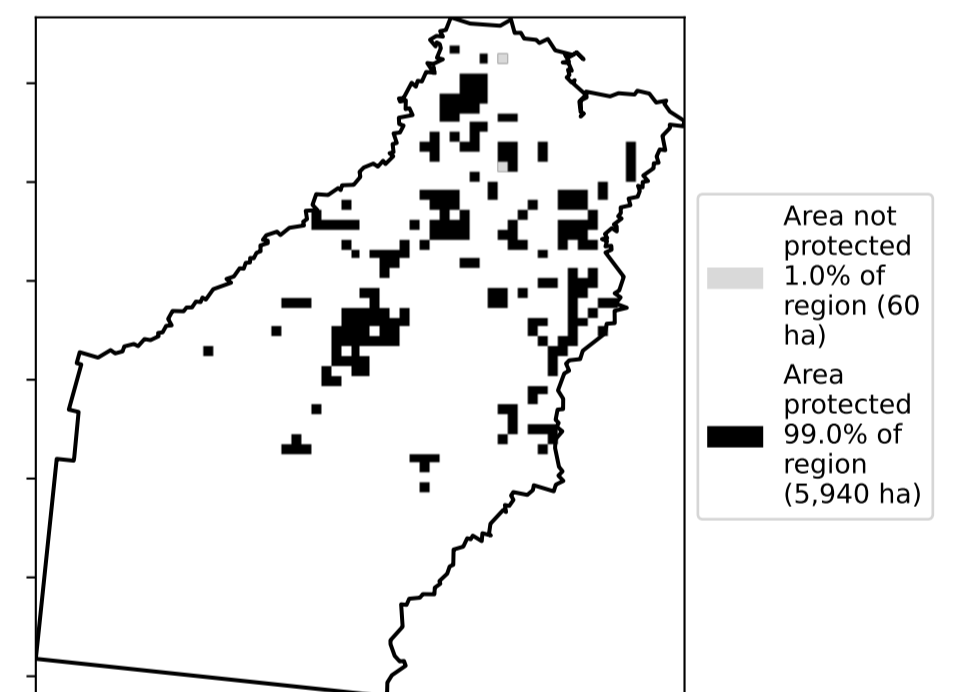 Area not
protected
1.0% of
region (60
ha)
Area
protected
99.0% of
region
(5,940 ha)